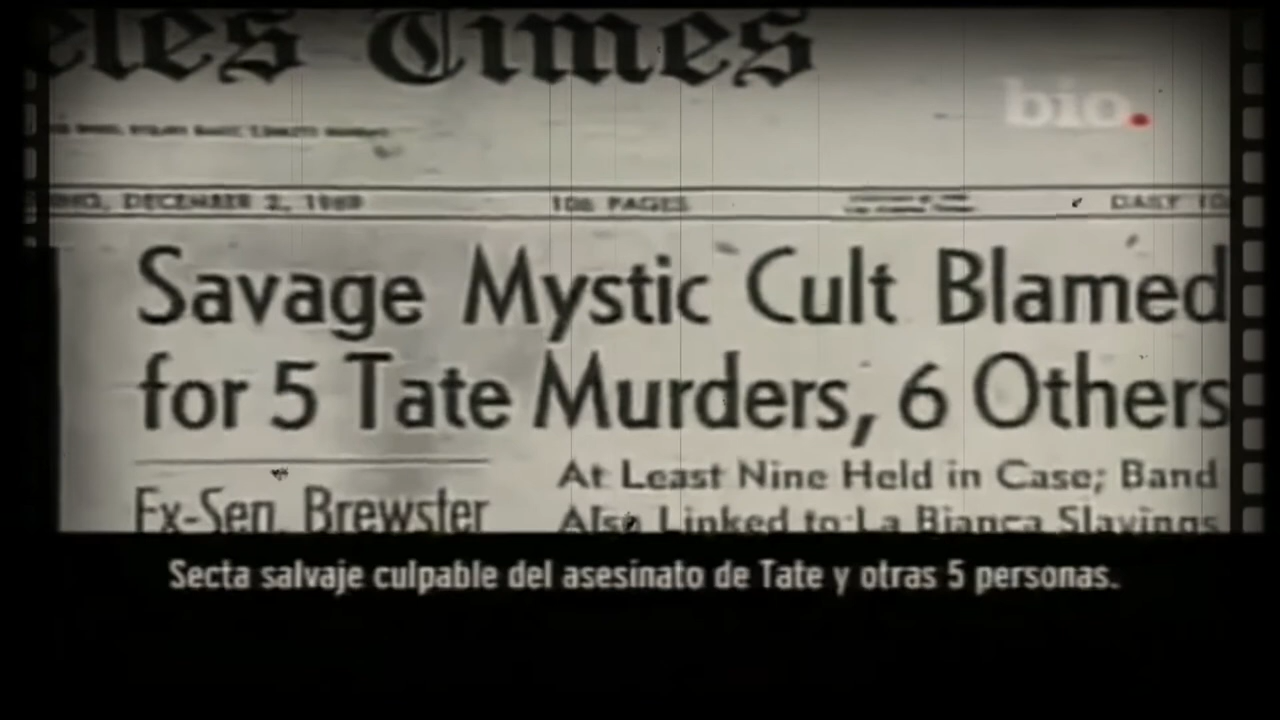 eles Times
bio.
DECEMBER 2, 1969
106 PAGES
DAILY 10
Savage Mystic Cult Blamed
for 5 Tate Murders, 6 Others
Ex-Sen. Brewster
At Least Nine Held in Case; Band
Also Linked to La Bianca Slayings
Secta salvaje culpable del asesinato de Tate y otras 5 personas.